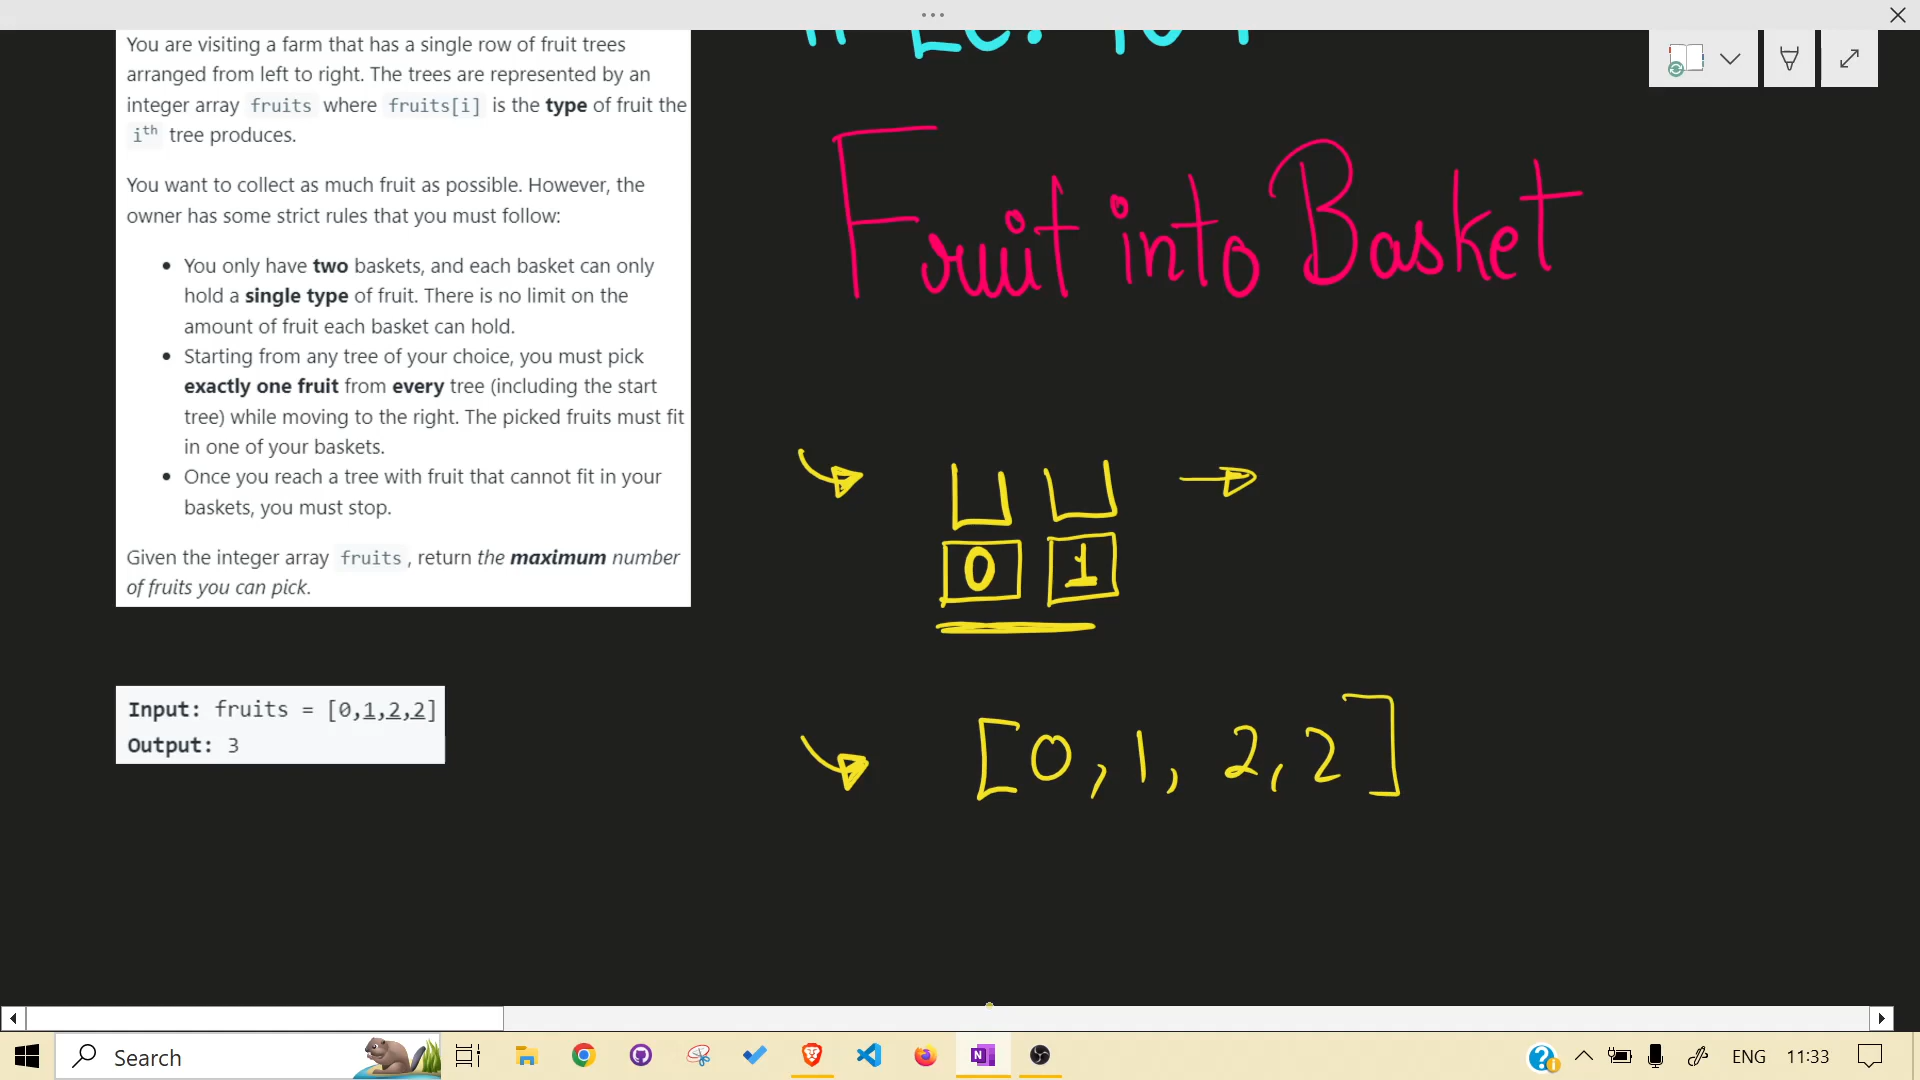 You are visiting a farm that has a single row of fruit trees
arranged from left to right. The trees are represented by an
integer array fruits where fruits[i] is the type of fruit the
ith tree produces.
You want to collect as much fruit as possible. However, the
owner has some strict rules that you must follow:
• You only have two baskets, and each basket can only
hold a single type of fruit. There is no limit on the
amount of fruit each basket can hold.
• Starting from any tree of your choice, you must pick
exactly one fruit from every tree (including the start
tree) while moving to the right. The picked fruits must fit
in one of your baskets.
• Once you reach a tree with fruit that cannot fit in your
baskets, you must stop.
Given the integer array fruits, return the maximum number
of fruits you can pick.
Input: fruits = [0,1,2,2]
Output: 3
Fruit into Basket
0 1
[0, 1, 2, 2]
Search
ENG 11:33